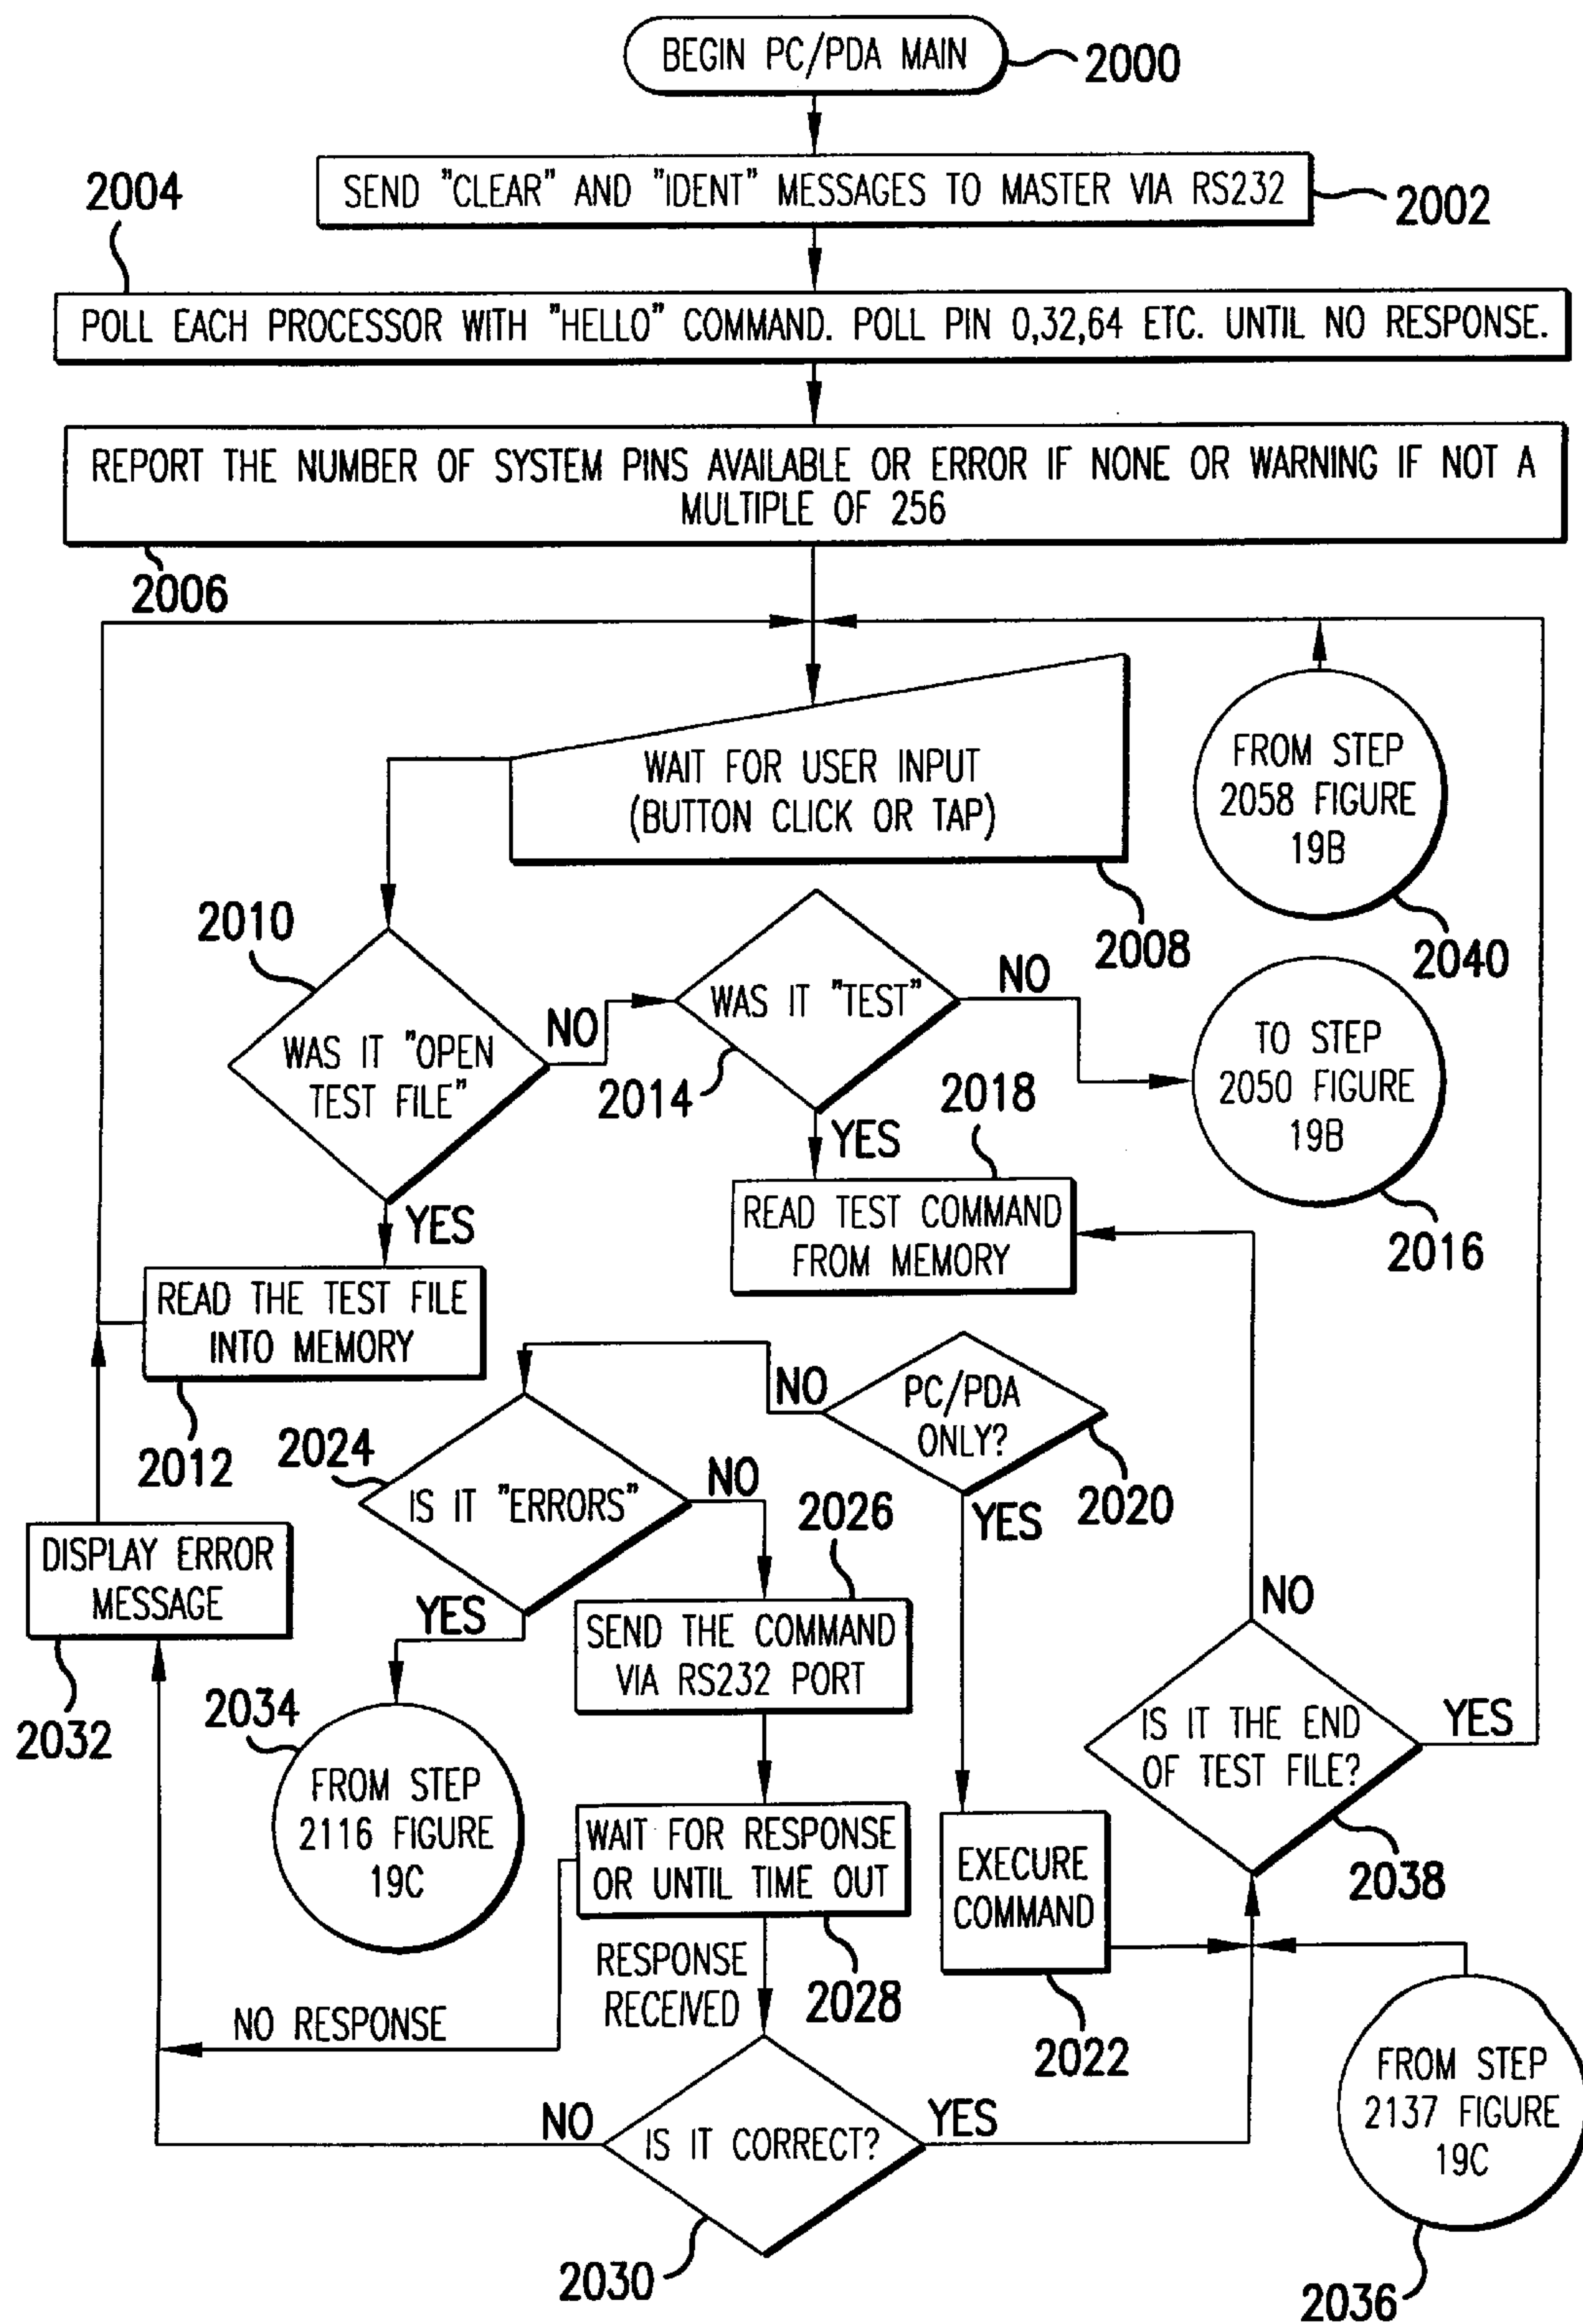 BEGIN PC/PDA MAIN
2000
SEND "CLEAR" AND "IDENT" MESSAGES TO MASTER VIA RS232
2002
2004
POLL EACH PROCESSOR WITH "HELLO" COMMAND. POLL PIN 0,32,64 ETC. UNTIL NO RESPONSE.
REPORT THE NUMBER OF SYSTEM PINS AVAILABLE OR ERROR IF NONE OR WARNING IF NOT A
MULTIPLE OF 256
2006
WAIT FOR USER INPUT
(BUTTON CLICK OR TAP)
2008
FROM STEP
2058 FIGURE
19B
2040
2010
WAS IT "OPEN
TEST FILE"
NO
YES
WAS IT "TEST"
2014
NO
YES
TO STEP
2050 FIGURE
19B
2016
2018
READ TEST COMMAND
FROM MEMORY
READ THE TEST FILE
INTO MEMORY
2012
PC/PDA
ONLY?
2020
NO
YES
2024
IS IT "ERRORS"
NO
YES
2026
SEND THE COMMAND
VIA RS232 PORT
DISPLAY ERROR
MESSAGE
2032
2034
FROM STEP
2116 FIGURE
19C
WAIT FOR RESPONSE
OR UNTIL TIME OUT
2028
RESPONSE
RECEIVED
NO RESPONSE
EXECURE
COMMAND
2022
NO
IS IT THE END
OF TEST FILE?
YES
2038
IS IT CORRECT?
NO
YES
2030
FROM STEP
2137 FIGURE
19C
2036